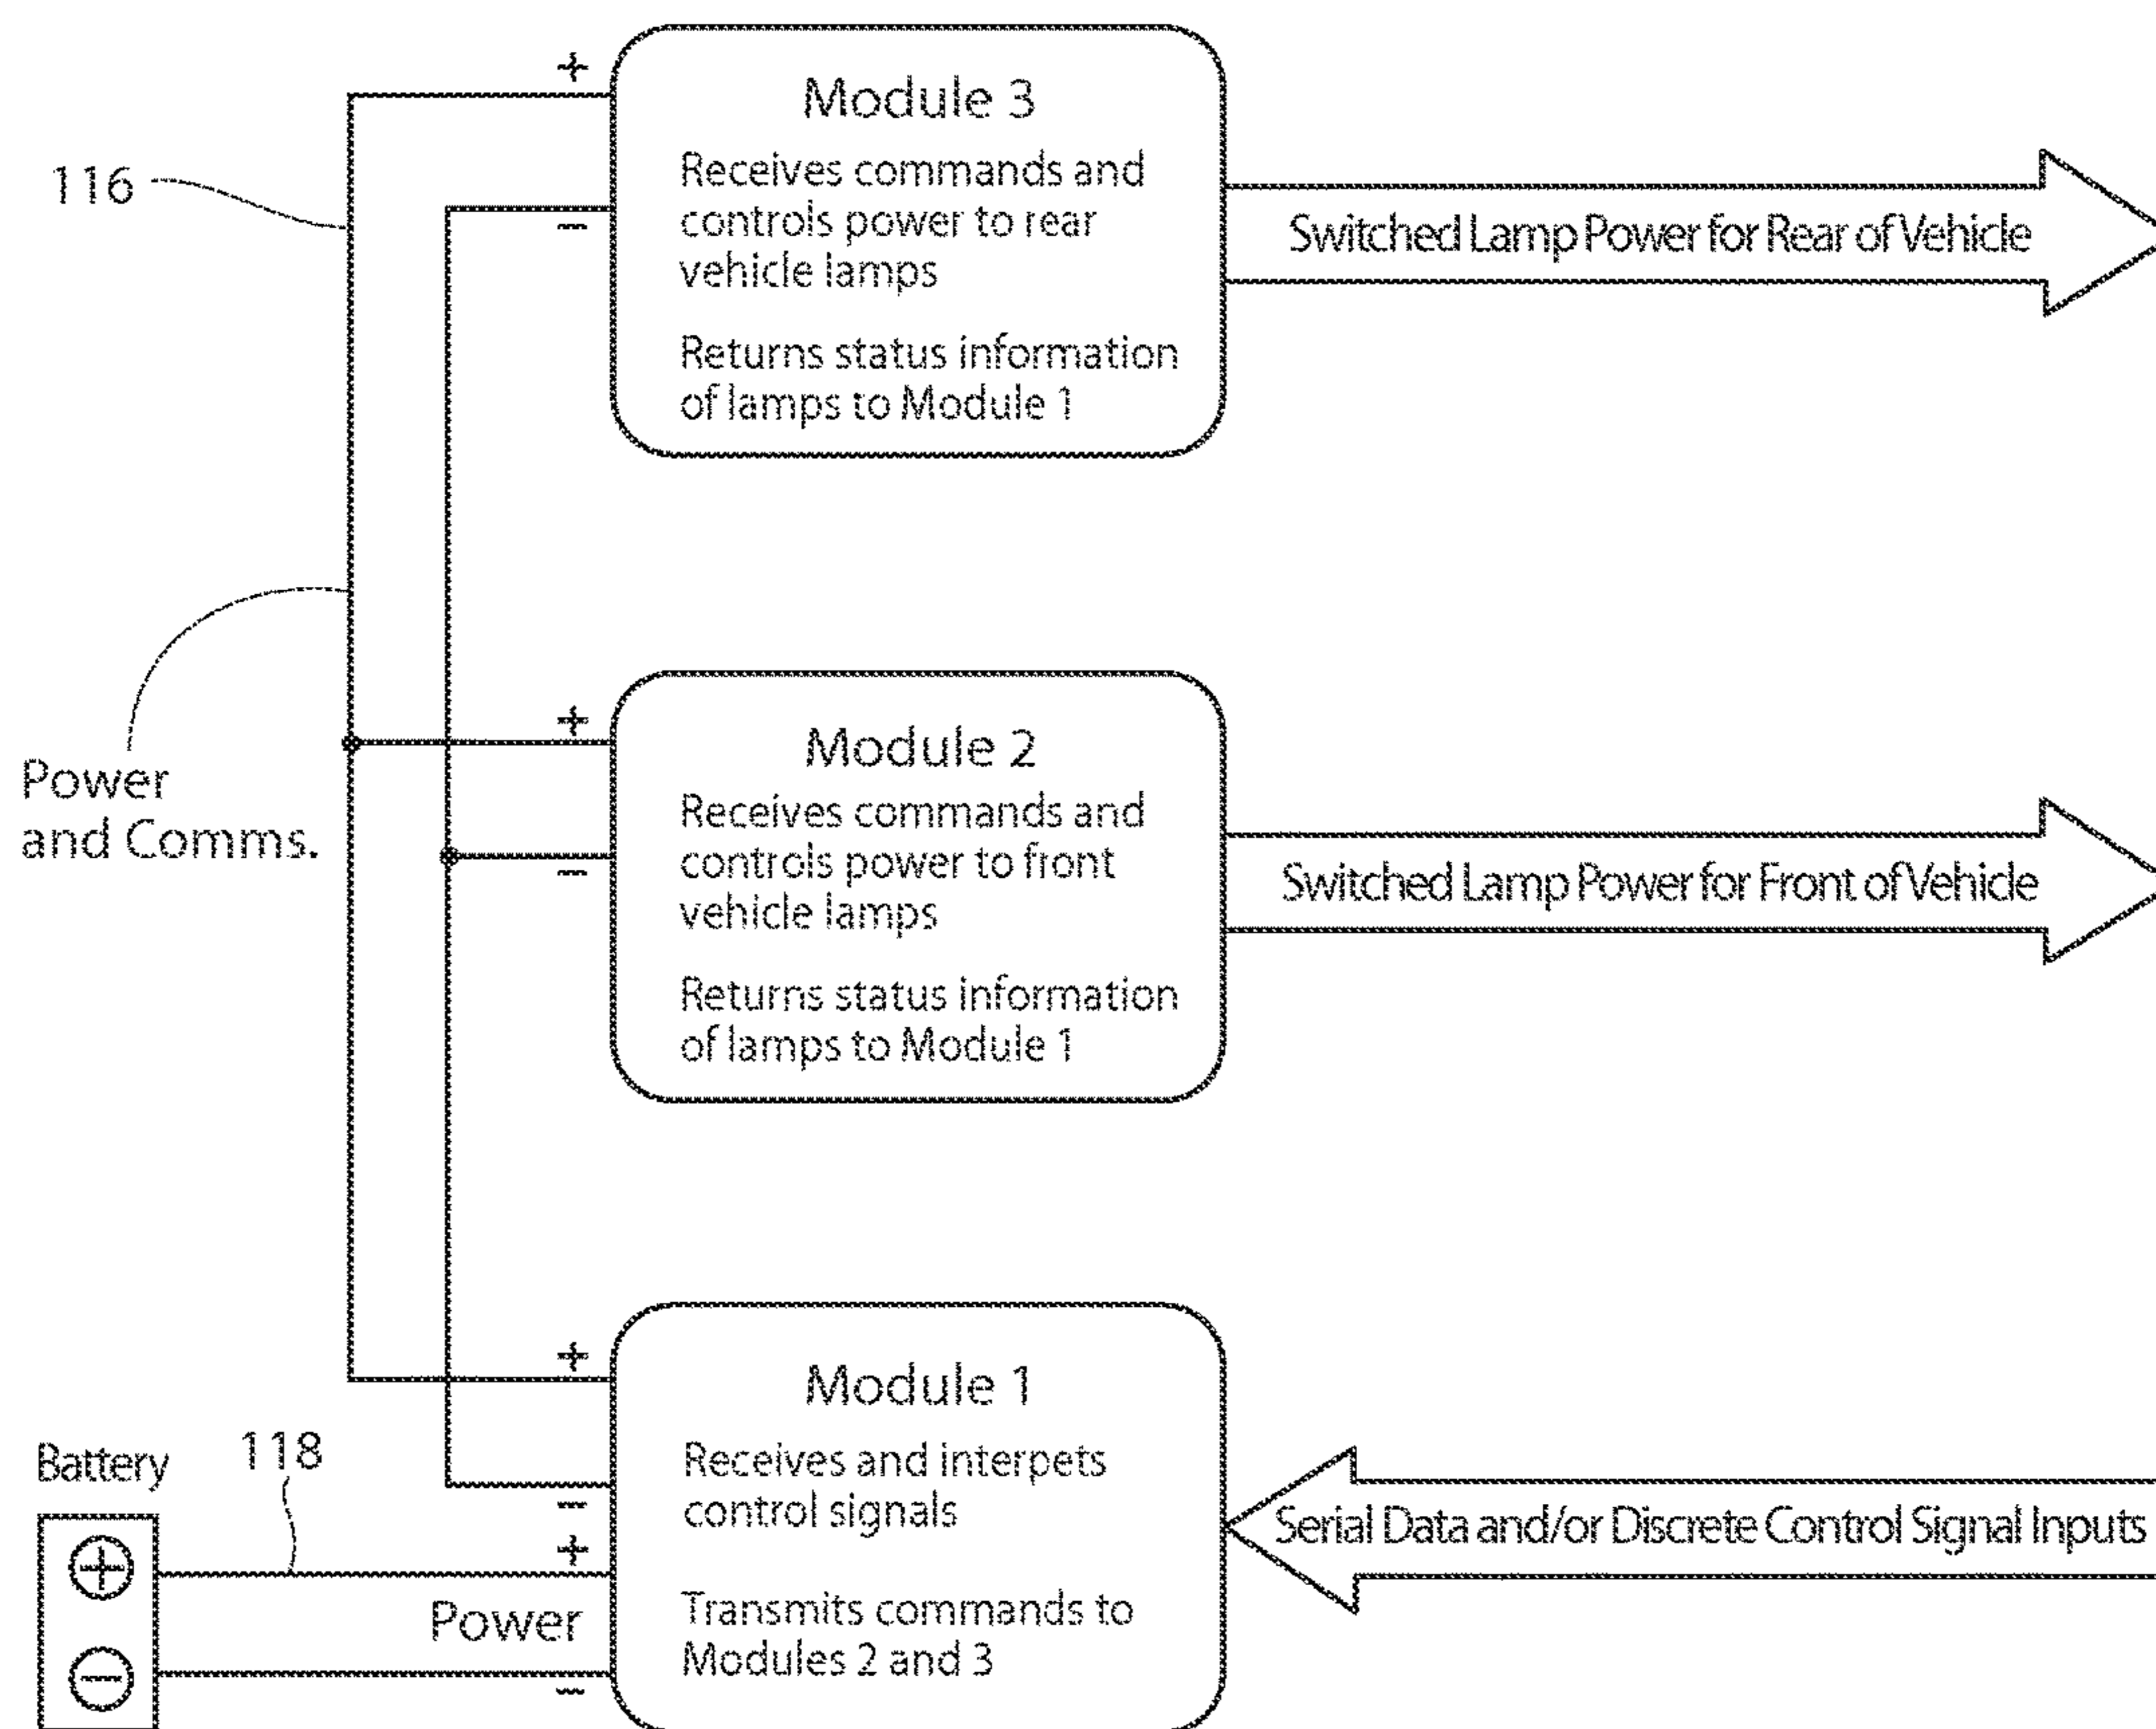 +
Module 3
116
Receives commands and
controls power to rear
vehicle lamps
−
Switched Lamp Power for Rear of Vehicle
Returns status information
of lamps to Module 1
+
Module 2
Power
and Comms.
Receives commands and
controls power to front
vehicle lamps
−
Switched Lamp Power for Front of Vehicle
Returns status information
of lamps to Module 1
+
Module 1
Battery
118
Receives and interpets
control signals
−
+
Serial Data and/or Discrete Control Signal Inputs
+
Power
Transmits commands to
Modules 2 and 3
−
−